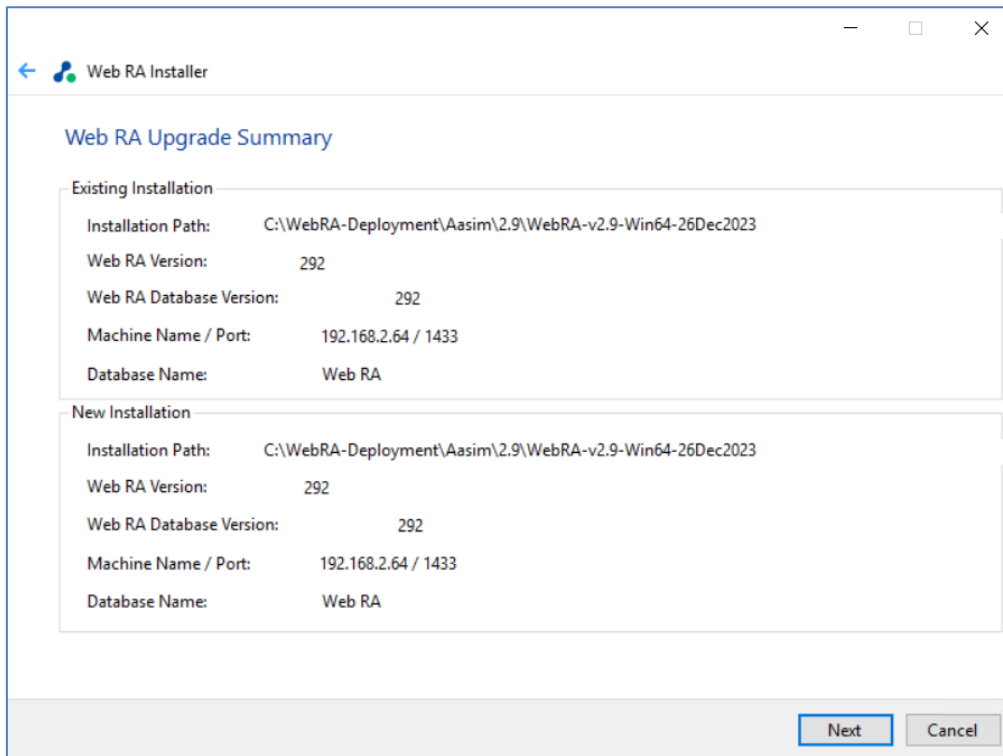 Web RA Installer
Web RA Upgrade Summary
Existing Installation
Installation Path: C:\WebRA-Deployment\Aasim\2.9\WebRA-v2.9-Win64-26Dec2023
Web RA Version: 292
Web RA Database Version: 292
Machine Name / Port: 192.168.2.64 / 1433
Database Name: Web RA
New Installation
Installation Path: C:\WebRA-Deployment\Aasim\2.9\WebRA-v2.9-Win64-26Dec2023
Web RA Version: 292
Web RA Database Version: 292
Machine Name / Port: 192.168.2.64 / 1433
Database Name: Web RA
Next Cancel